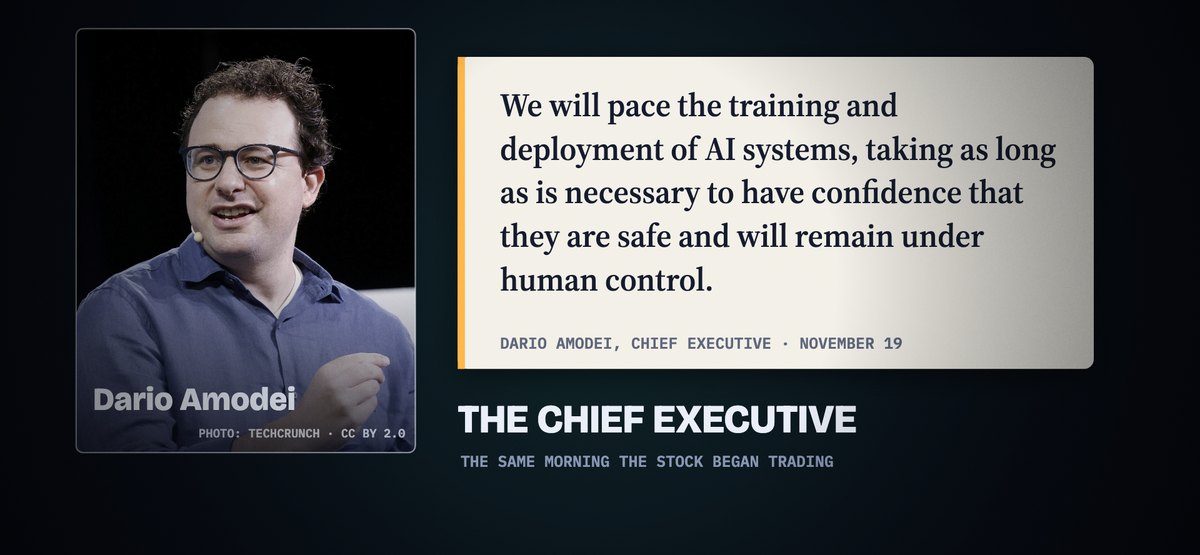 We will pace the training and
deployment of AI systems, taking as long
as is necessary to have confidence that
they are safe and will remain under
human control.
DARIO AMODEI, CHIEF EXECUTIVE · NOVEMBER 19
Dario Amodei
PHOTO: TECHCRUNCH · CC BY 2.0
THE CHIEF EXECUTIVE
THE SAME MORNING THE STOCK BEGAN TRADING